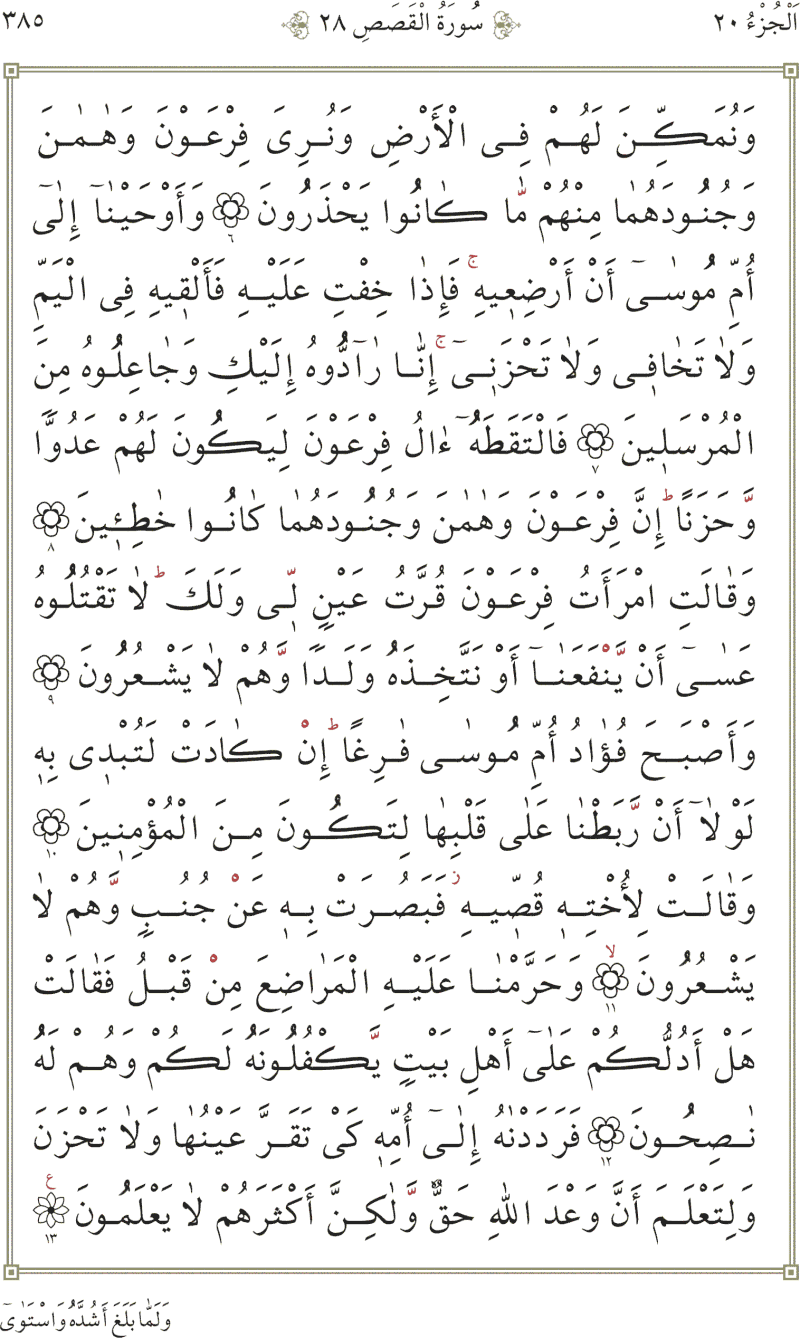 اَلْجُزْءُ ٢٠ سُورَةُ الْقَصَصِ ٢٨ ٣٨٥
وَنُمَكِّنَ لَهُمْ فِى الْأَرْضِ وَنُرِىَ فِرْعَوْنَ وَهٰمٰنَ
وَجُنُودَهُمٰا مِنْهُمْ مّٰا كٰانُوا يَحْذَرُونَ ٦ وَأَوْحَيْنٰآ إِلٰٓى
أُمِّ مُوسٰىٓ أَنْ أَرْضِعِيهِ ۚ فَإِذٰا خِفْتِ عَلَيْهِ فَأَلْقِيهِ فِى الْيَمِّ
وَلٰا تَخٰافِى وَلٰا تَحْزَنِىٓ ۚ إِنّٰا رٰآدُّوهُ إِلَيْكِ وَجٰاعِلُوهُ مِنَ
الْمُرْسَلِينَ ٧ فَالْتَقَطَهُٓ ءٰالُ فِرْعَوْنَ لِيَكُونَ لَهُمْ عَدُوًّا
وَّحَزَنًا ؕ إِنَّ فِرْعَوْنَ وَهٰمٰنَ وَجُنُودَهُمٰا كٰانُوا خٰطِـِٔينَ ٨
وَقٰالَتِ امْرَأَتُ فِرْعَوْنَ قُرَّتُ عَيْنٍ لِّى وَلَكَ ؕ لٰا تَقْتُلُوهُ
عَسٰىٓ أَنْ يَّنْفَعَنٰآ أَوْ نَتَّخِذَهُ وَلَدًا وَّهُمْ لٰا يَشْعُرُونَ ٩
وَأَصْبَحَ فُؤٰادُ أُمِّ مُوسٰى فٰرِغًا ؕ إِنْ كٰادَتْ لَتُبْدِى بِهٖ
لَوْلٰآ أَنْ رَّبَطْنٰا عَلٰى قَلْبِهٰا لِتَكُونَ مِنَ الْمُؤْمِنِينَ ١٠
وَقٰالَتْ لِأُخْتِهٖ قُصِّيهِ ز فَبَصُرَتْ بِهٖ عَنْ جُنُبٍ وَّهُمْ لٰا
يَشْعُرُونَ ١١ ۙ وَحَرَّمْنٰا عَلَيْهِ الْمَرٰاضِعَ مِنْ قَبْلُ فَقٰالَتْ
هَلْ أَدُلُّكُمْ عَلٰىٓ أَهْلِ بَيْتٍ يَّكْفُلُونَهُ لَكُمْ وَهُمْ لَهُ
نٰصِحُونَ ١٢ فَرَدَدْنٰهُ إِلٰىٓ أُمِّهٖ كَىْ تَقَرَّ عَيْنُهٰا وَلٰا تَحْزَنَ
وَلِتَعْلَمَ أَنَّ وَعْدَ اللّٰهِ حَقٌّ وَّلٰكِنَّ أَكْثَرَهُمْ لٰا يَعْلَمُونَ ١٣ ع
وَلَمّٰا بَلَغَ أَشُدَّهُ وَاسْتَوٰىٓ